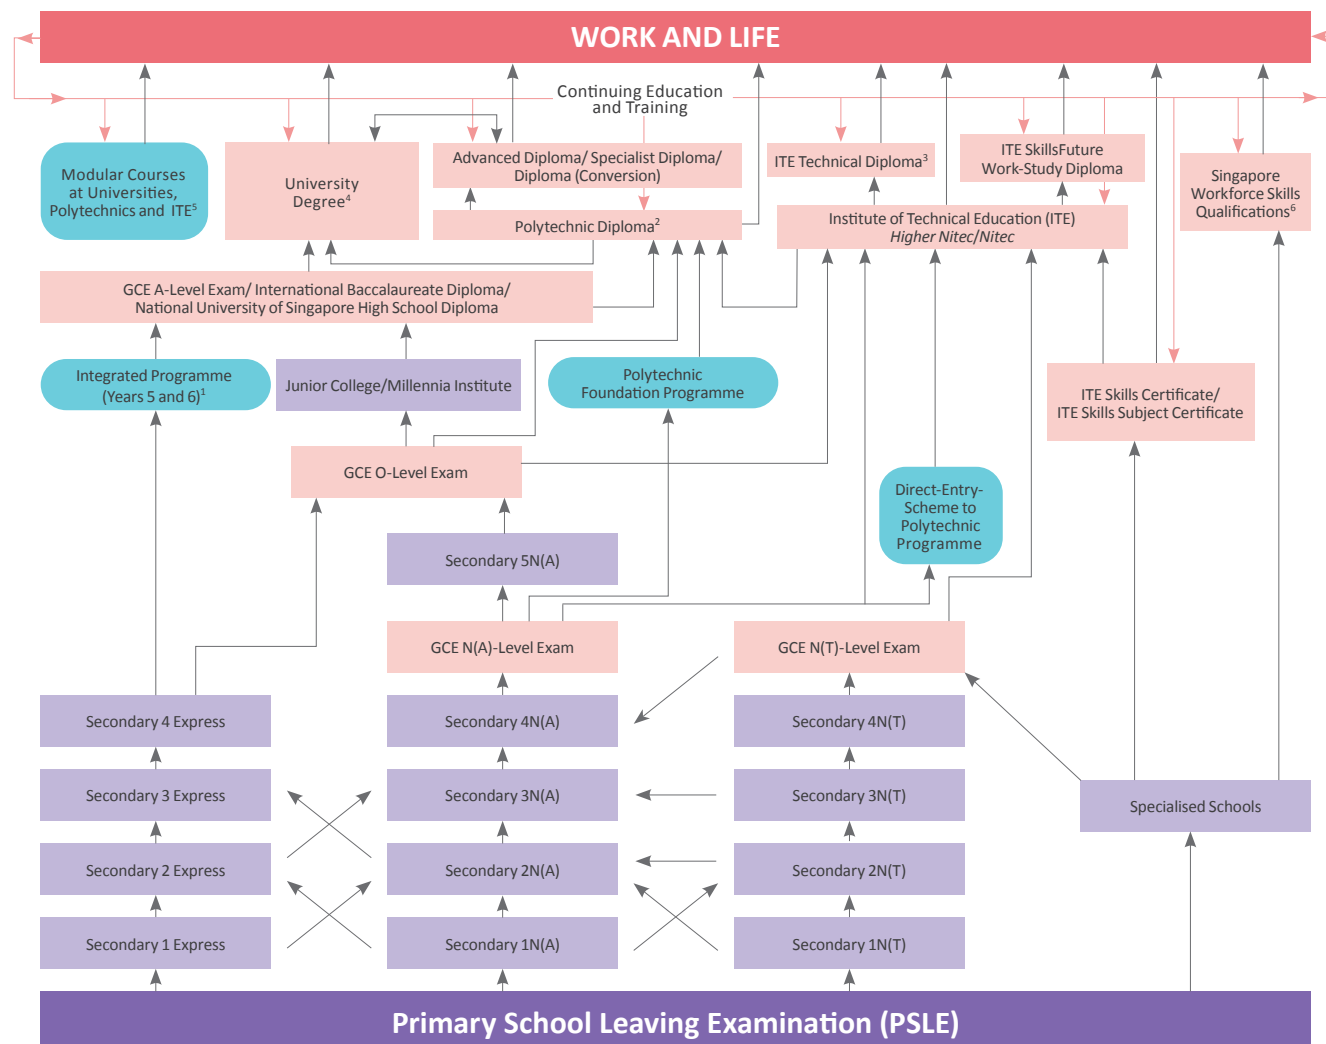 WORK AND LIFE
Continuing Education
and Training
Modular Courses
at Universities,
Polytechnics and ITE⁵
University
Degree⁴
Advanced Diploma/ Specialist Diploma/
Diploma (Conversion)
Polytechnic Diploma²
ITE Technical Diploma³
ITE SkillsFuture
Work-Study Diploma
Institute of Technical Education (ITE)
Higher Nitec/Nitec
Singapore
Workforce Skills
Qualifications⁶
GCE A-Level Exam/ International Baccalaureate Diploma/
National University of Singapore High School Diploma
Integrated Programme
(Years 5 and 6)¹
Junior College/Millennia Institute
Polytechnic
Foundation Programme
ITE Skills Certificate/
ITE Skills Subject Certificate
GCE O-Level Exam
Direct-Entry-
Scheme to
Polytechnic
Programme
Secondary 5N(A)
GCE N(A)-Level Exam
GCE N(T)-Level Exam
Secondary 4 Express
Secondary 4N(A)
Secondary 4N(T)
Secondary 3 Express
Secondary 3N(A)
Secondary 3N(T)
Specialised Schools
Secondary 2 Express
Secondary 2N(A)
Secondary 2N(T)
Secondary 1 Express
Secondary 1N(A)
Secondary 1N(T)
Primary School Leaving Examination (PSLE)